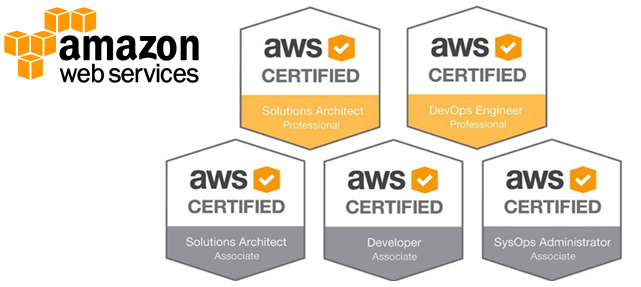 amazon
web services
aws
CERTIFIED
Solutions Architect
Professional
aws
CERTIFIED
DevOps Engineer
Professional
aws
CERTIFIED
Solutions Architect
Associate
aws
CERTIFIED
Developer
Associate
aws
CERTIFIED
SysOps Administrator
Associate